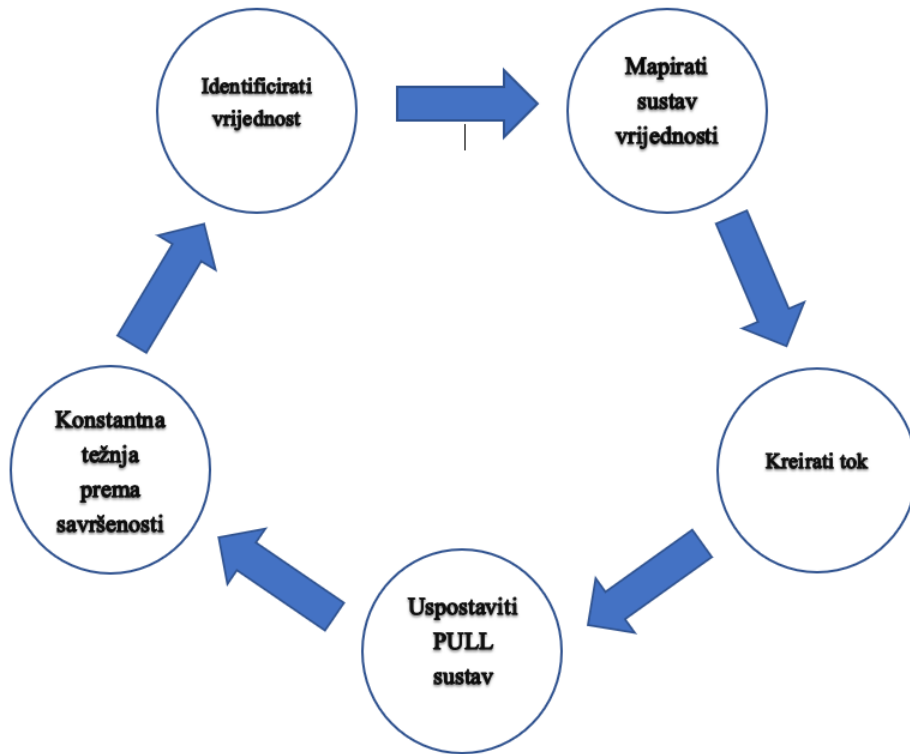 Identificirati
vrijednost
Mapirati
sustav
vrijednosti
Kreirati tok
Uspostaviti
PULL
sustav
Konstantna
težnja
prema
savršenosti